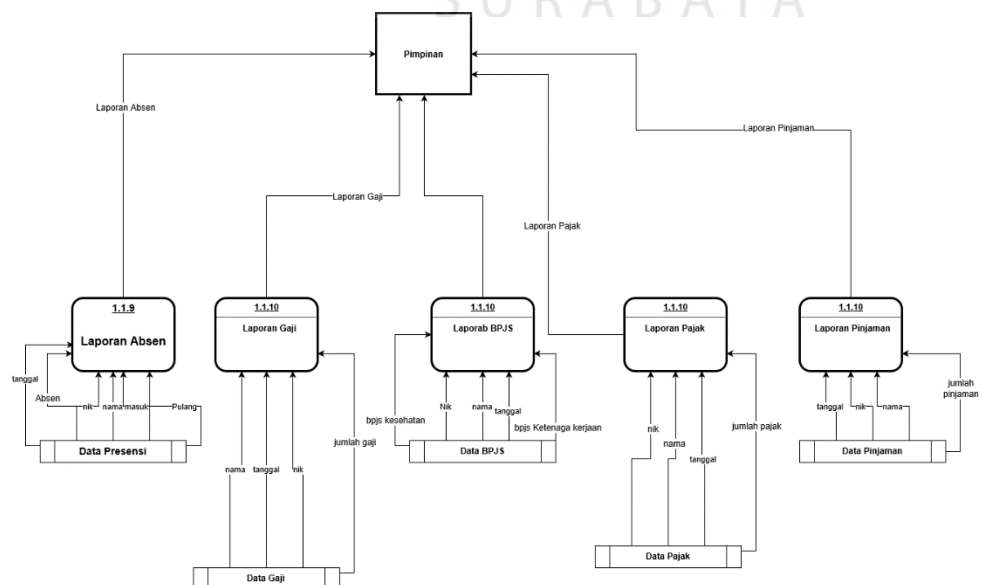 SURABAYA
Pimpinan
Laporan Absen
Laporan Pinjaman
Laporan Gaji
Laporan Pajak
1.1.9
Laporan Absen
1.1.10
Laporan Gaji
1.1.10
Laporab BPJS
1.1.10
Laporan Pajak
1.1.10
Laporan Pinjaman
tanggal
Absen
nik
nama
masuk
Pulang
Data Presensi
nama
tanggal
nik
jumlah gaji
Data Gaji
bpjs kesehatan
Nik
nama
tanggal
bpjs Ketenaga kerjaan
Data BPJS
nik
nama
tanggal
jumlah pajak
Data Pajak
tanggal
nik
nama
jumlah
pinjaman
Data Pinjaman